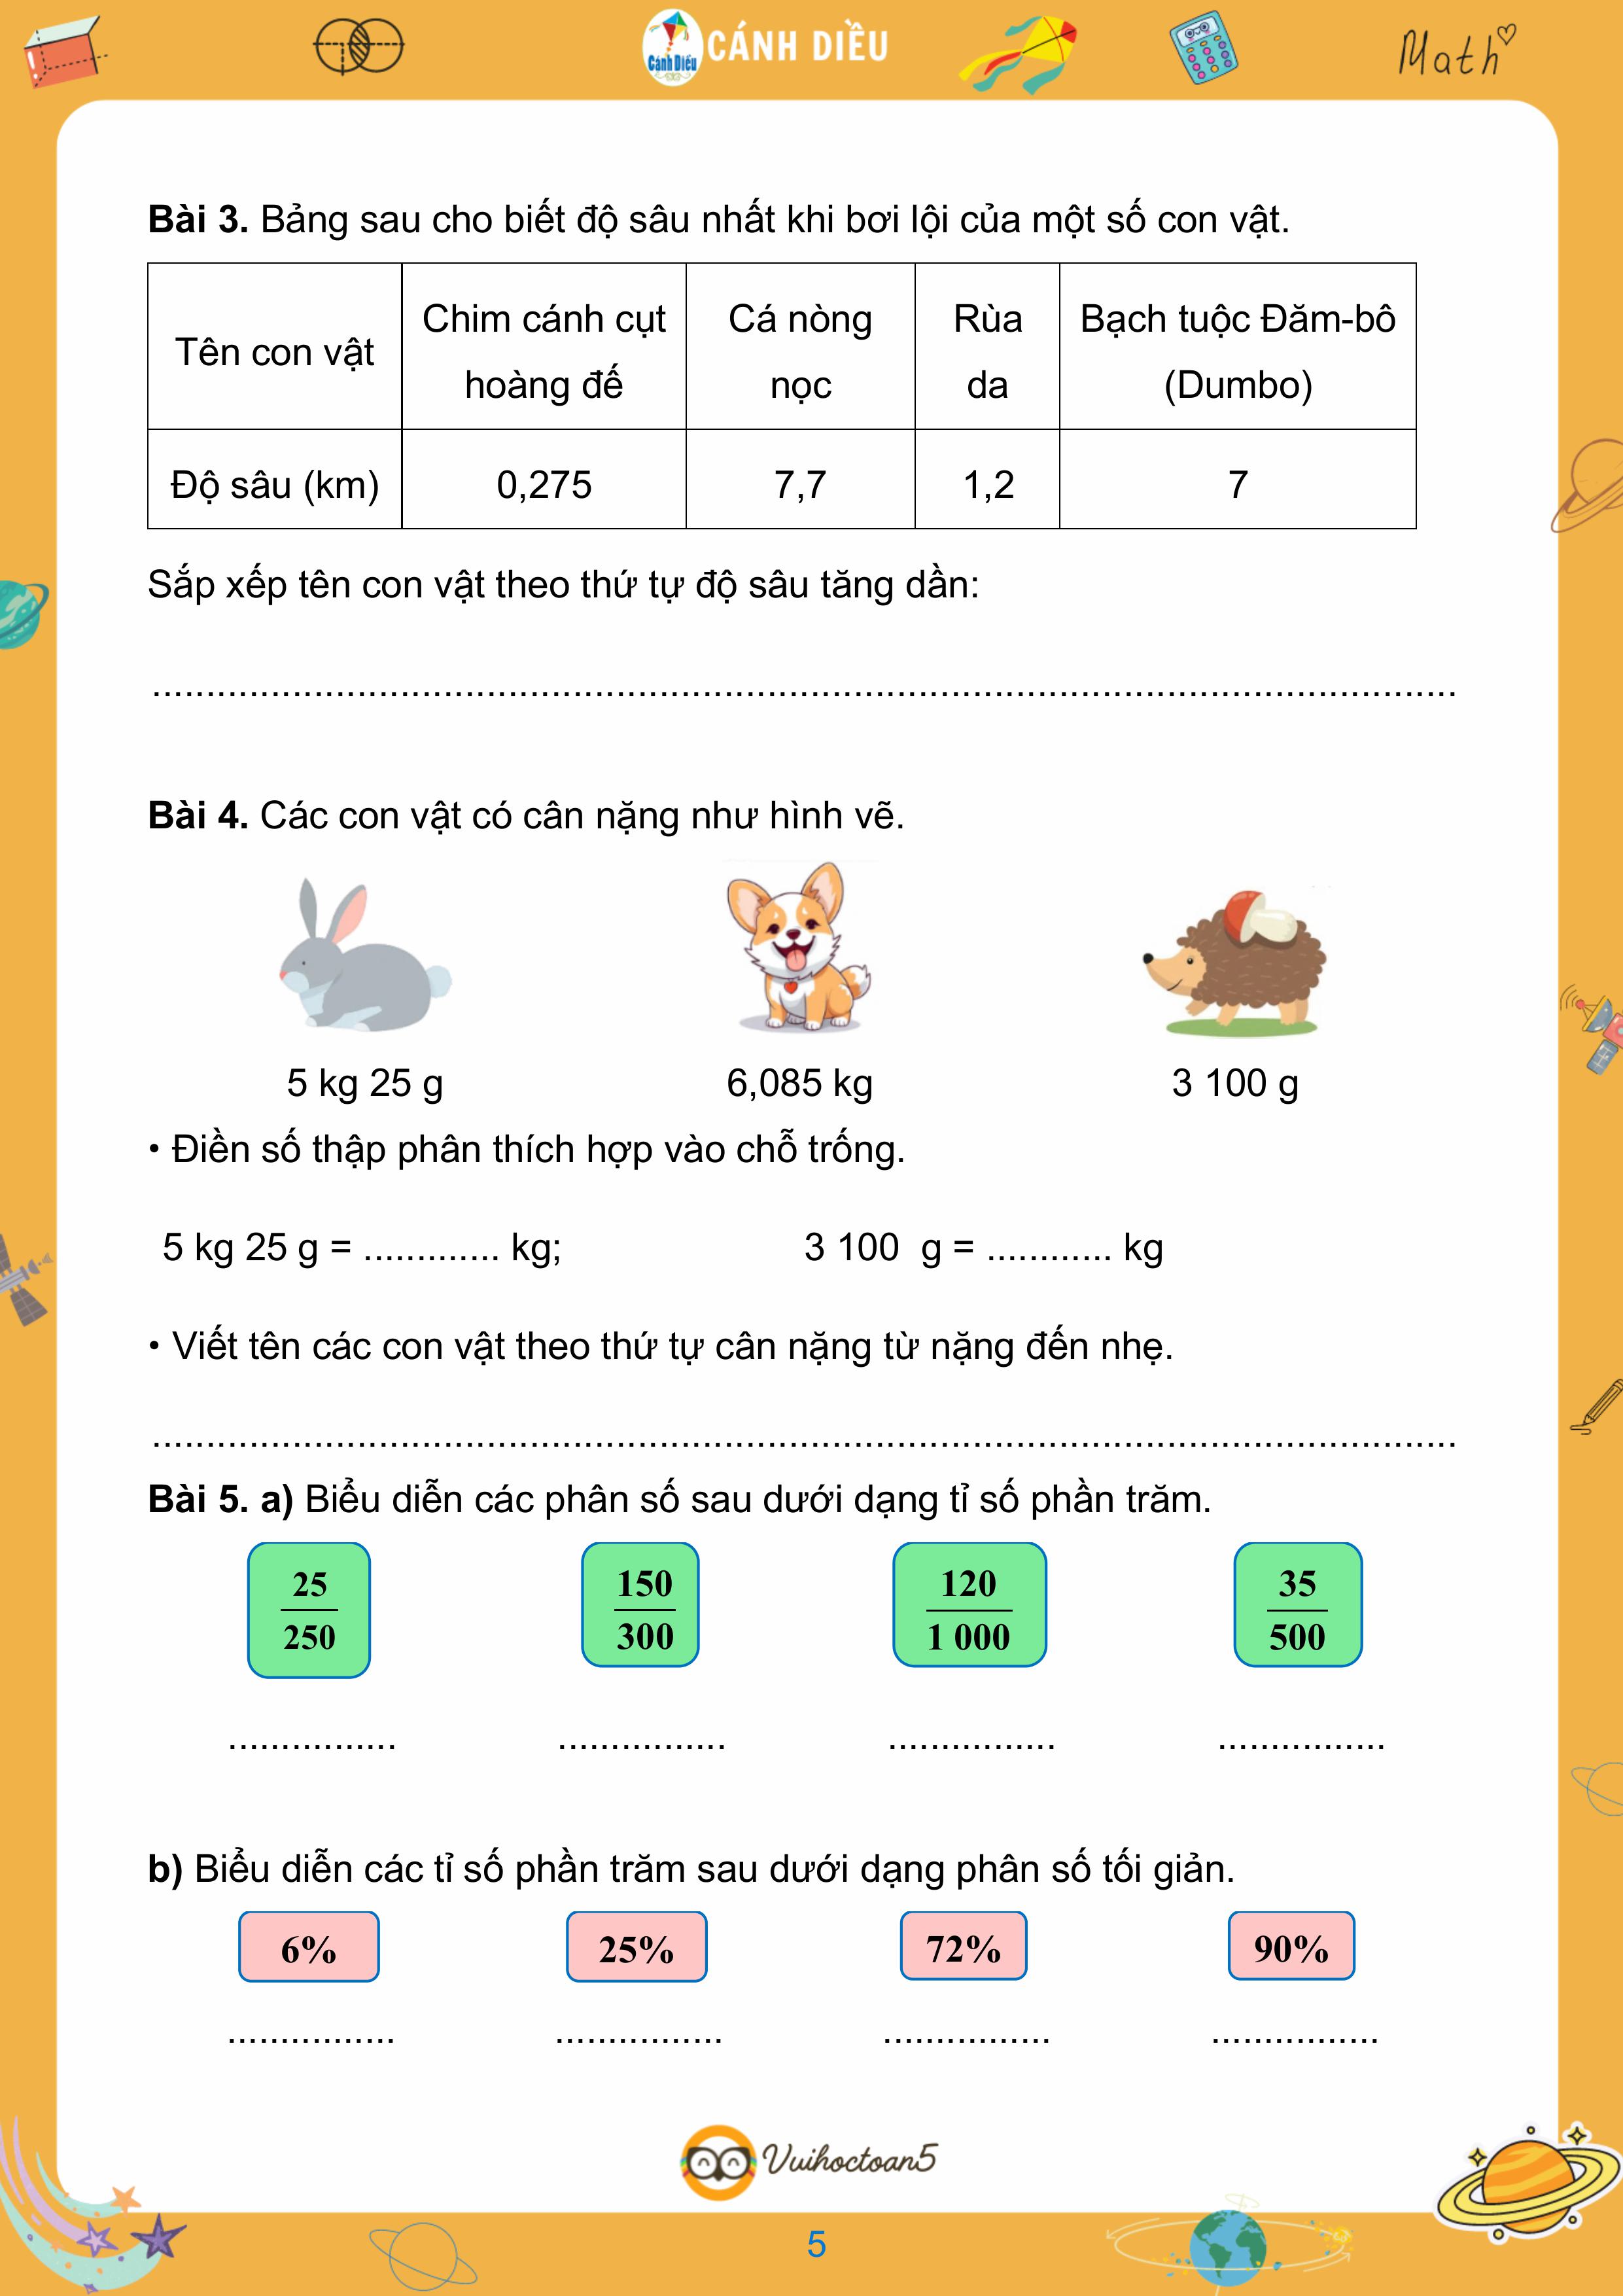 Cánh Diều CÁNH DIỀU Math
Bài 3. Bảng sau cho biết độ sâu nhất khi bơi lội của một số con vật.
Tên con vật Chim cánh cụt hoàng đế Cá nòng nọc Rùa da Bạch tuộc Đăm-bô (Dumbo)
Độ sâu (km) 0,275 7,7 1,2 7
Sắp xếp tên con vật theo thứ tự độ sâu tăng dần:
........................................................................................................................
Bài 4. Các con vật có cân nặng như hình vẽ.
5 kg 25 g 6,085 kg 3 100 g
• Điền số thập phân thích hợp vào chỗ trống.
5 kg 25 g = ............. kg; 3 100 g = ............ kg
• Viết tên các con vật theo thứ tự cân nặng từ nặng đến nhẹ.
........................................................................................................................
Bài 5. a) Biểu diễn các phân số sau dưới dạng tỉ số phần trăm.
25/250 150/300 120/1 000 35/500
................ ................ ................ ................
b) Biểu diễn các tỉ số phần trăm sau dưới dạng phân số tối giản.
6% 25% 72% 90%
................ ................ ................ ................
Vuihoctoan5
5